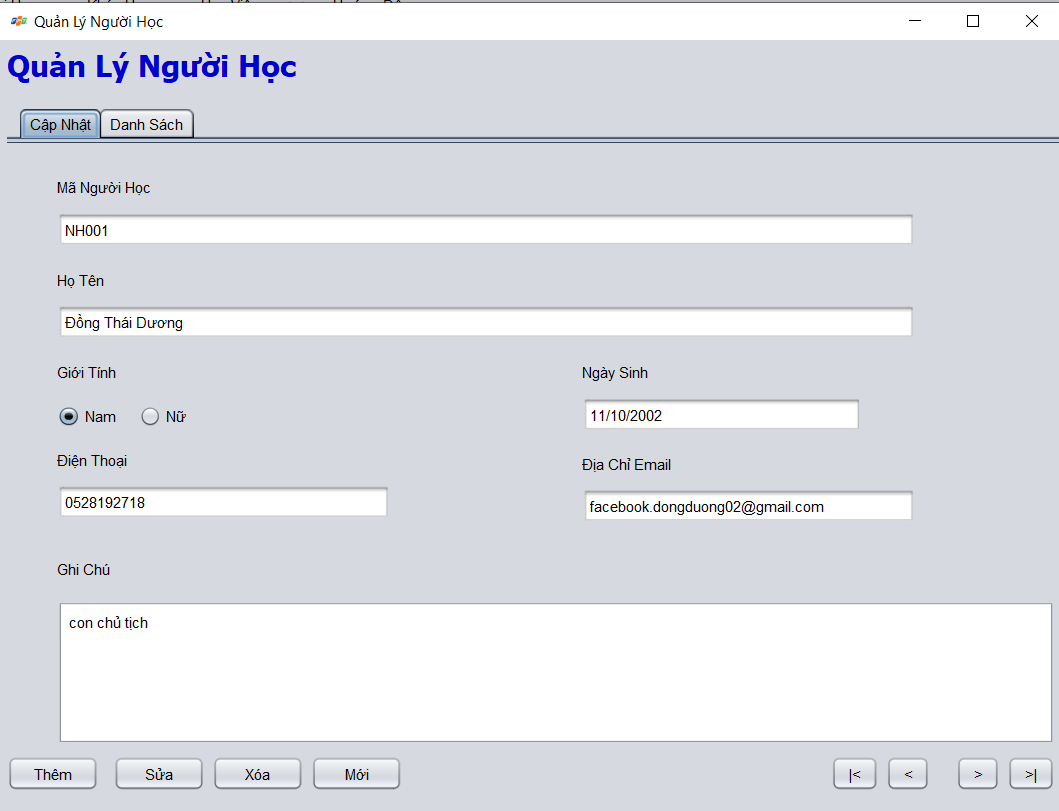 Quản Lý Người Học
Quản Lý Người Học
Cập Nhật Danh Sách
Mã Người Học
NH001
Họ Tên
Đồng Thái Dương
Giới Tính Ngày Sinh
Nam Nữ 11/10/2002
Điện Thoại Địa Chỉ Email
0528192718 facebook.dongduong02@gmail.com
Ghi Chú
con chủ tịch
Thêm Sửa Xóa Mới |< < > >|